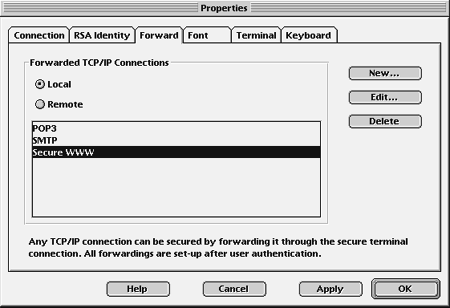 Properties
Connection RSA Identity Forward Font Terminal Keyboard
Forwarded TCP/IP Connections
Local
Remote
New...
Edit...
Delete
POP3
SMTP
Secure WWW
Any TCP/IP connection can be secured by forwarding it through the secure terminal
connection. All forwardings are set-up after user authentication.
Help Cancel Apply OK